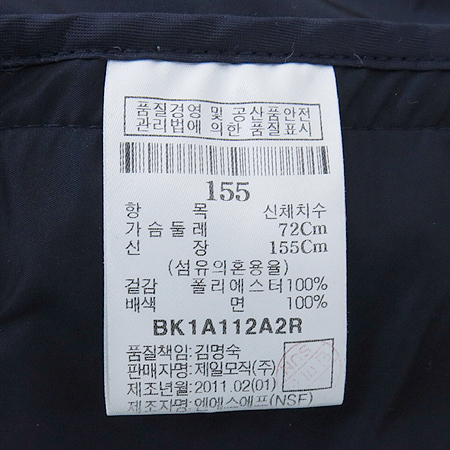 품질경영 및 공산품안전
관리법에 의한 품질표시
155
항 목 신체치수
가슴둘레 72Cm
신 장 155Cm
(섬유의혼용율)
겉감 폴리에스터100%
배색 면 100%
BK1A112A2R
품질책임:김명숙
판매자명:제일모직(주)
제조년월:2011.02(01)
제조자명:엔에스에프(NSF)